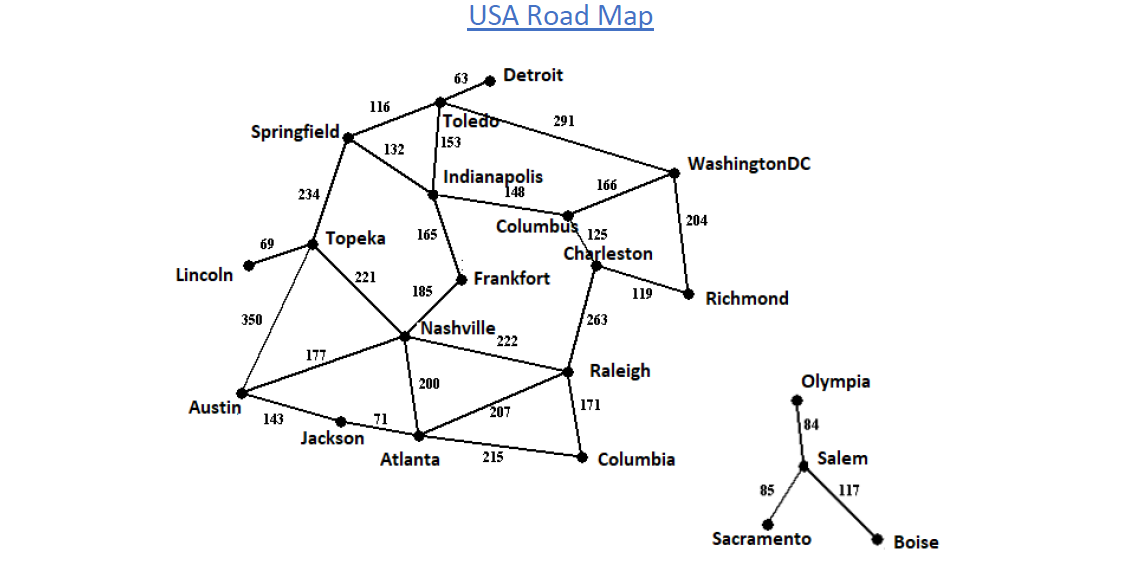 USA Road Map
63
Detroit
116
Toledo
291
Springfield
132
153
WashingtonDC
Indianapolis
148
166
234
Columbus
204
165
125
69
Topeka
Charleston
Lincoln
221
Frankfort
185
119
Richmond
350
Nashville
263
222
177
Raleigh
200
Olympia
Austin
207
171
143
71
84
Jackson
Atlanta
215
Columbia
Salem
85
117
Sacramento
Boise